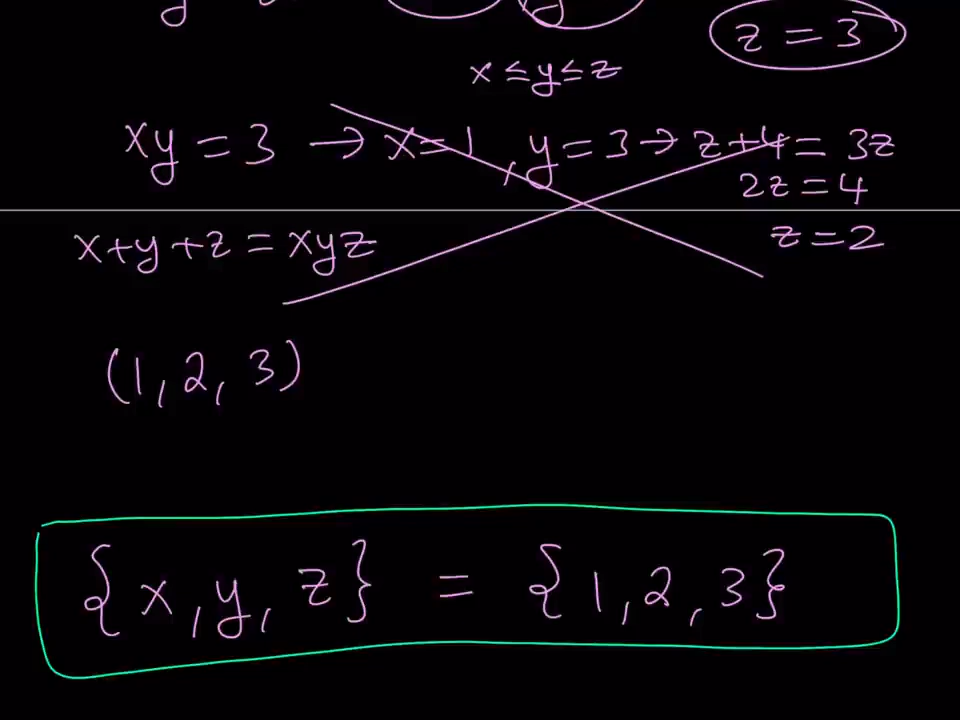 y z = 3
x ≤ y ≤ z
xy = 3 → x = 1, y = 3 → z + 4 = 3z
2z = 4
x + y + z = xyz z = 2
(1, 2, 3)
{x, y, z} = {1, 2, 3}